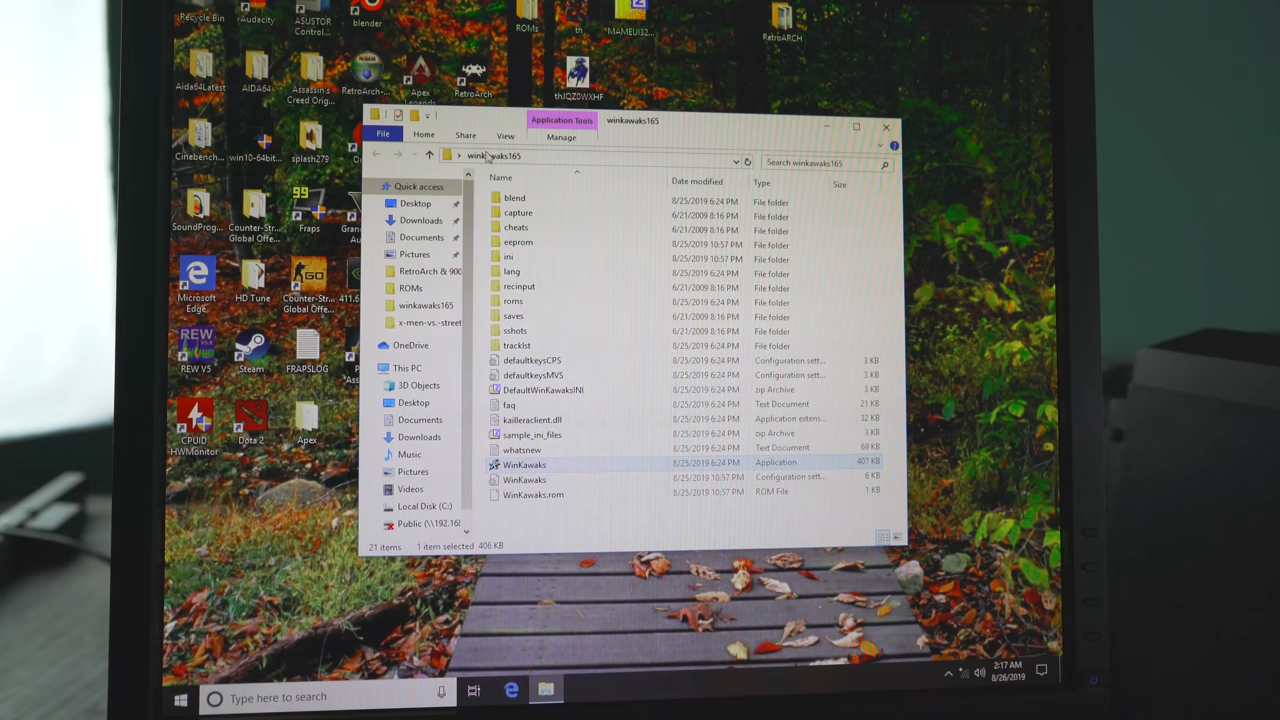 Recycle Bin
Audacity
ASUSTOR
Control...
blender
ROMs
th
MAMEUI32...
RetroARCH
Aida64Latest
AIDA64
Assassin's
Creed Orig...
RetroArch-...
Apex
Legends
RetroArch
thJQZ0WXHF
Cinebench...
win10-64bit...
splash279
SoundProg...
Counter-St...
Global Offe...
99
Fraps
Gran
Au
Microsoft
Edge
HD Tune
GO
Counter-Str...
Global Offe...
411.6
REW
REW V5
Steam
FRAPSLOG
CPUID
HWMonitor
Dota 2
Apex
Application Tools
winkawaks165
File
Home
Share
View
Manage
winkawaks165
Search winkawaks165
Quick access
Desktop
Downloads
Documents
Pictures
RetroArch & 900
ROMs
winkawaks165
x-men-vs.-street
OneDrive
This PC
3D Objects
Desktop
Documents
Downloads
Music
Pictures
Videos
Local Disk (C:)
Public (\\192.168
Name Date modified Type Size
blend 8/25/2019 6:24 PM File folder
capture 6/21/2009 8:16 PM File folder
cheats 6/21/2009 8:16 PM File folder
eeprom 8/25/2019 10:57 PM File folder
ini 8/25/2019 10:57 PM File folder
lang 8/25/2019 6:24 PM File folder
recinput 6/21/2009 8:16 PM File folder
roms 8/25/2019 6:24 PM File folder
saves 6/21/2009 8:16 PM File folder
sshots 6/21/2009 8:16 PM File folder
tracklst 8/25/2019 6:24 PM File folder
defaultkeysCPS 8/25/2019 6:24 PM Configuration sett... 3 KB
defaultkeysMVS 8/25/2019 6:24 PM Configuration sett... 3 KB
DefaultWinKawaksINI 8/25/2019 6:24 PM zip Archive 3 KB
faq 8/25/2019 6:24 PM Text Document 21 KB
kailleraclient.dll 8/25/2019 6:24 PM Application exten... 32 KB
sample_ini_files 8/25/2019 6:24 PM zip Archive 3 KB
whatsnew 8/25/2019 6:24 PM Text Document 69 KB
WinKawaks 8/25/2019 6:24 PM Application 407 KB
WinKawaks 8/25/2019 10:57 PM Configuration sett... 6 KB
WinKawaks.rom 8/25/2019 10:57 PM ROM File 1 KB
21 items 1 item selected 406 KB
Type here to search
2:17 AM
8/26/2019